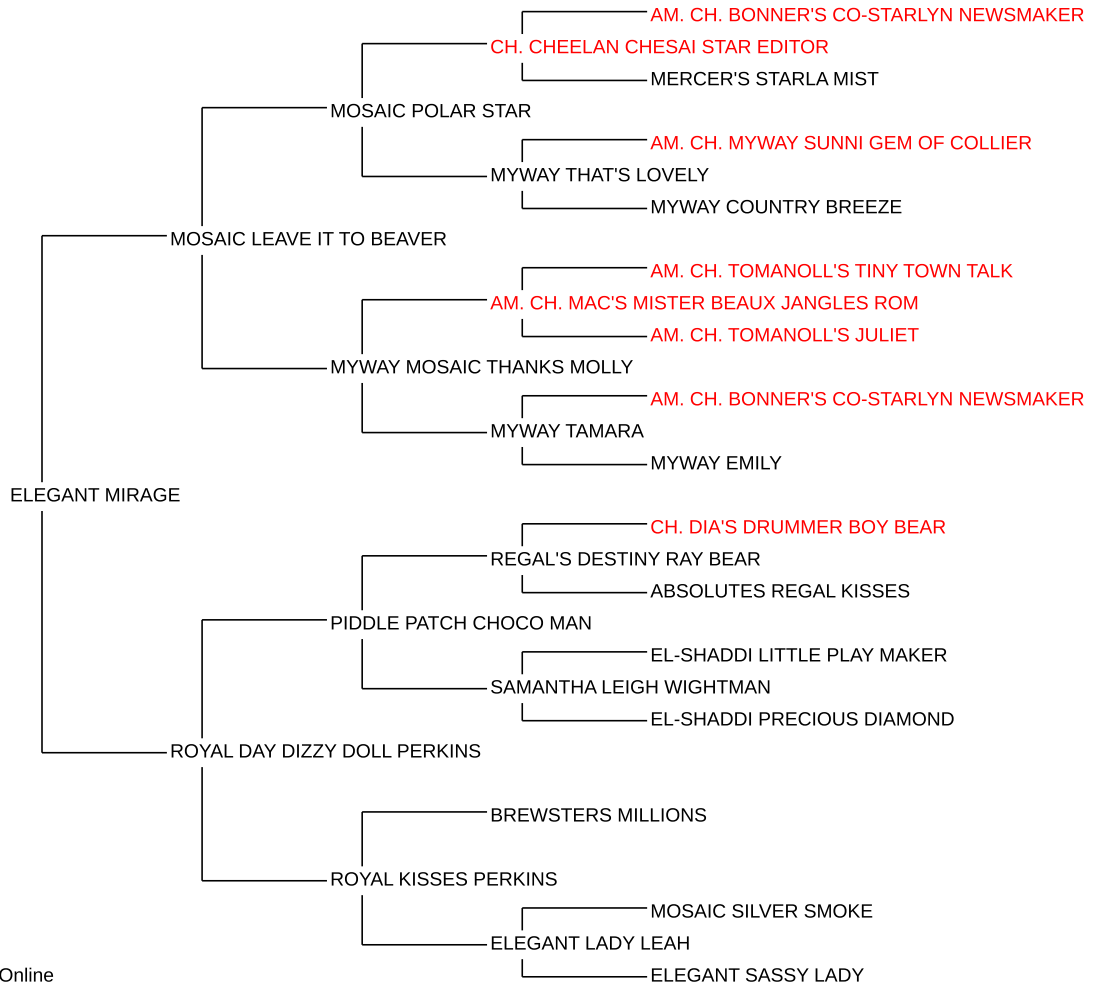 AM. CH. BONNER'S CO-STARLYN NEWSMAKER
CH. CHEELAN CHESAI STAR EDITOR
MERCER'S STARLA MIST
MOSAIC POLAR STAR
AM. CH. MYWAY SUNNI GEM OF COLLIER
MYWAY THAT'S LOVELY
MYWAY COUNTRY BREEZE
MOSAIC LEAVE IT TO BEAVER
AM. CH. TOMANOLL'S TINY TOWN TALK
AM. CH. MAC'S MISTER BEAUX JANGLES ROM
AM. CH. TOMANOLL'S JULIET
MYWAY MOSAIC THANKS MOLLY
AM. CH. BONNER'S CO-STARLYN NEWSMAKER
MYWAY TAMARA
MYWAY EMILY
ELEGANT MIRAGE
CH. DIA'S DRUMMER BOY BEAR
REGAL'S DESTINY RAY BEAR
ABSOLUTES REGAL KISSES
PIDDLE PATCH CHOCO MAN
EL-SHADDI LITTLE PLAY MAKER
SAMANTHA LEIGH WIGHTMAN
EL-SHADDI PRECIOUS DIAMOND
ROYAL DAY DIZZY DOLL PERKINS
BREWSTERS MILLIONS
ROYAL KISSES PERKINS
MOSAIC SILVER SMOKE
ELEGANT LADY LEAH
ELEGANT SASSY LADY
Online